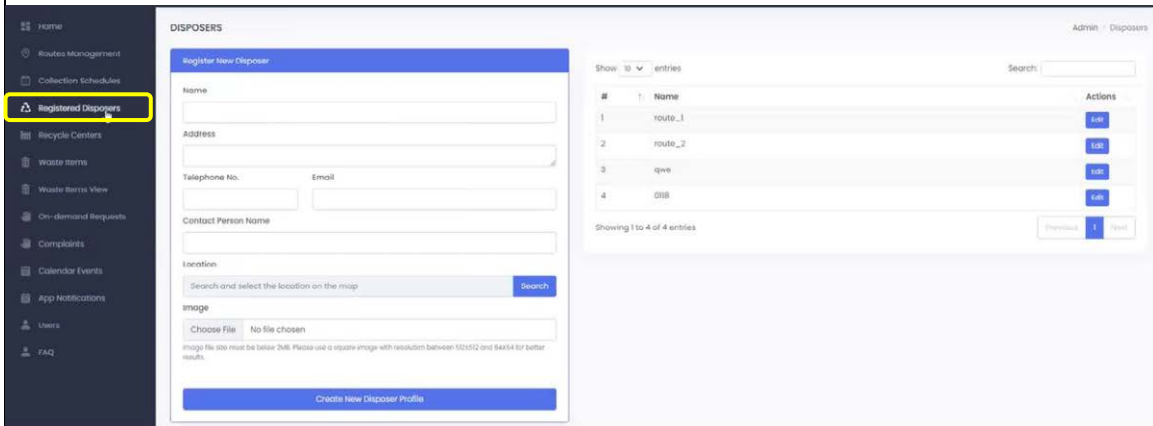 Home
Routes Management
Collection Schedules
Registered Disposers
Recycle Centers
Waste Items
Waste Items View
On-demand Requests
Complaints
Calendar Events
App Notifications
Users
FAQ
DISPOSERS
Admin
Disposers
Register New Disposer
Name
Address
Telephone No.
Email
Contact Person Name
Location
Search and select the location on the map
Search
Image
Choose File
No file chosen
Image file size must be below 2MB. Please use a square image with resolution between 512x512 and 64x64 for better
results.
Create New Disposer Profile
Show 10 entries
Search:
# Name Actions
1 route_1 Edit
2 route_2 Edit
3 qwe Edit
4 Edit
Showing 1 to 4 of 4 entries
Previous 1 Next